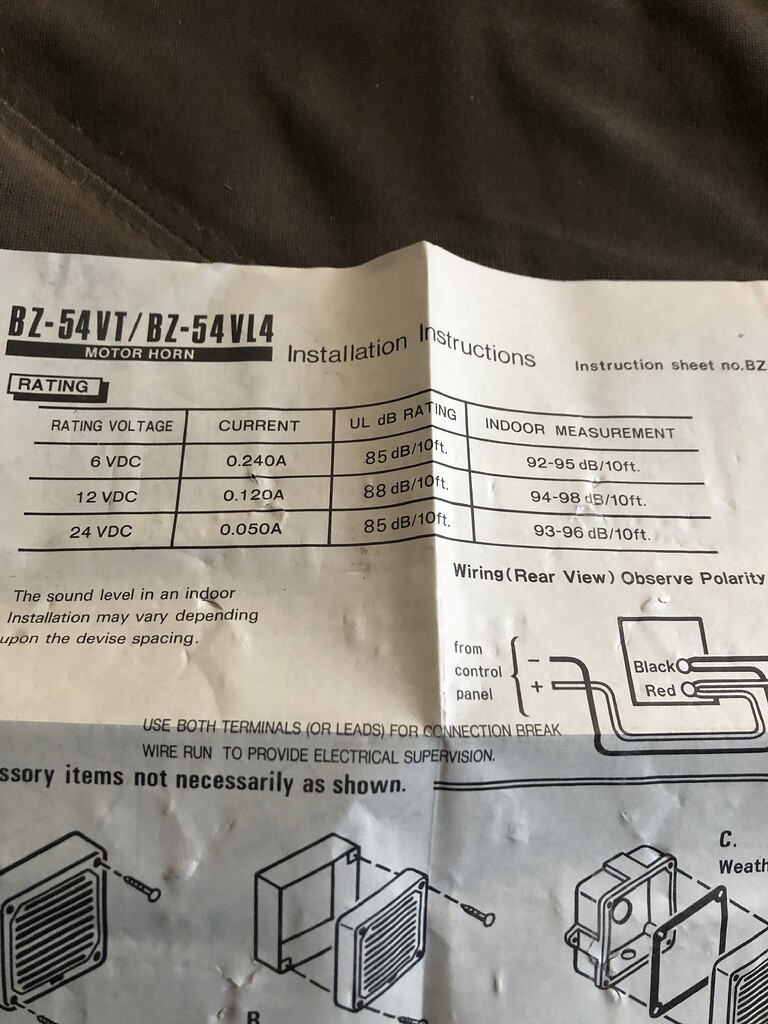 BZ-54VT/BZ-54VL4
MOTOR HORN
Installation Instructions
Instruction sheet no.BZ
RATING
RATING VOLTAGE CURRENT UL dB RATING INDOOR MEASUREMENT
6 VDC 0.240A 85 dB/10ft. 92-95 dB/10ft.
12 VDC 0.120A 88 dB/10ft. 94-98 dB/10ft.
24 VDC 0.050A 85 dB/10ft. 93-96 dB/10ft.
The sound level in an indoor
Installation may vary depending
upon the devise spacing.
Wiring(Rear View) Observe Polarity
from
control
panel
−
+
Black
Red
USE BOTH TERMINALS (OR LEADS) FOR CONNECTION BREAK
WIRE RUN TO PROVIDE ELECTRICAL SUPERVISION.
ssory items not necessarily as shown.
B
C.
Weath